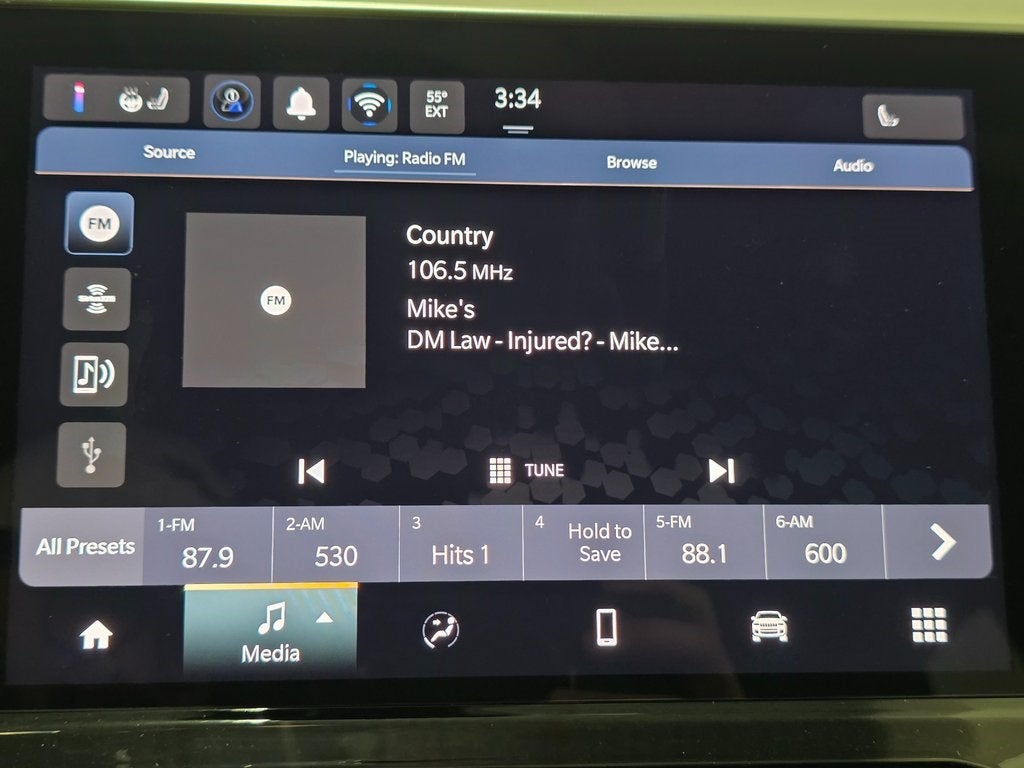 55°
EXT
3:34
Source
Playing: Radio FM
Browse
Audio
FM
SiriusXM
FM
Country
106.5 MHz
Mike's
DM Law - Injured? - Mike...
TUNE
All Presets
1-FM
87.9
2-AM
530
3
Hits 1
4
Hold to
Save
5-FM
88.1
6-AM
600
Media